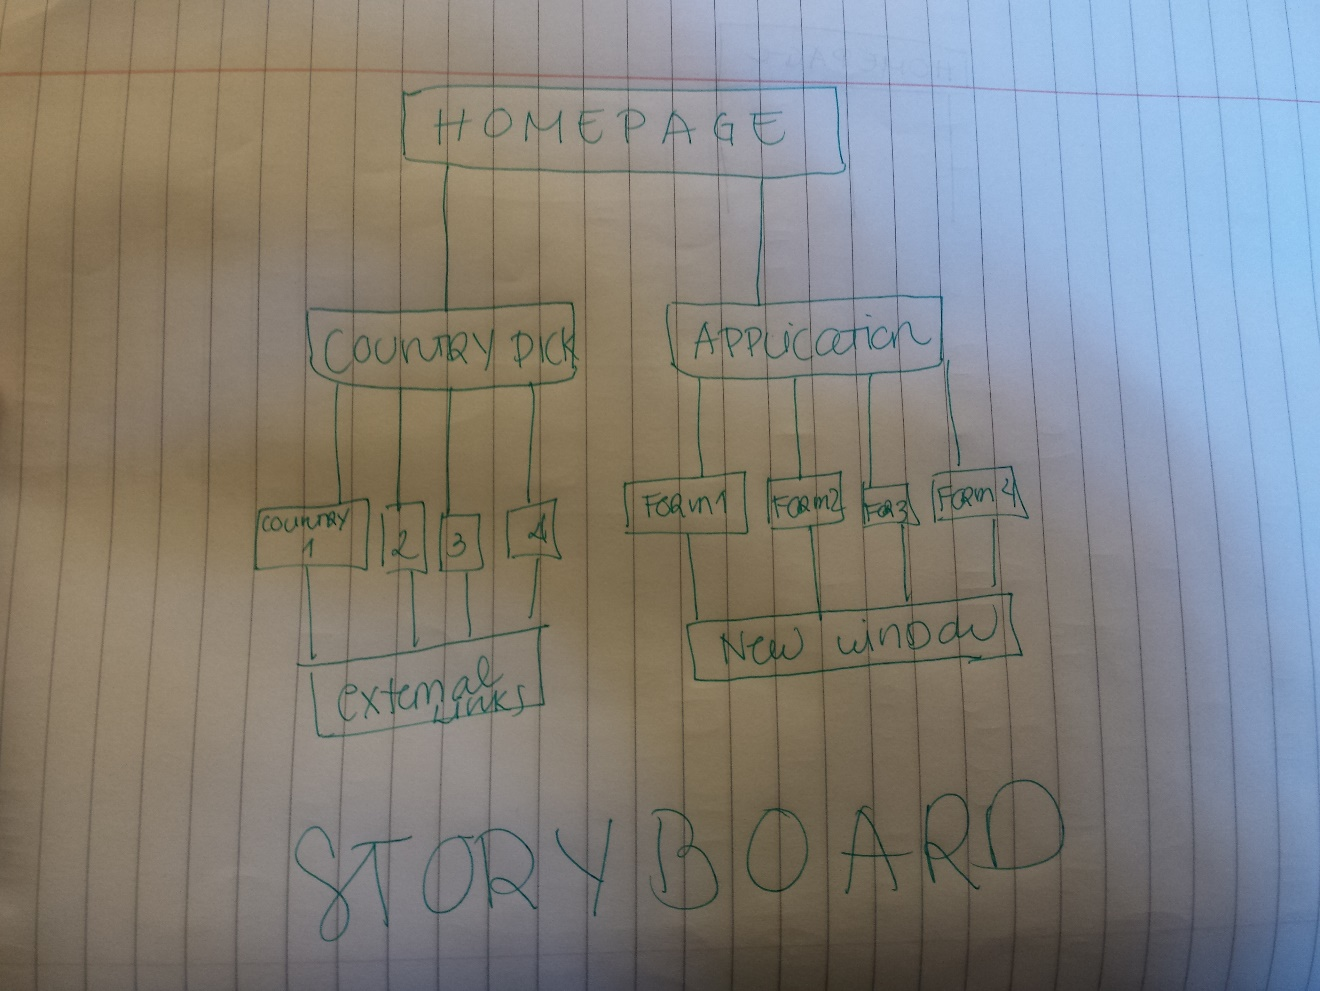 HOMEPAGE
COUNTRY PICK
APPLication
COUNTRY
1
2
3
4
FORM1
FORM2
FOR3
FORM4
New winDow
external
Links
STORYBOARD